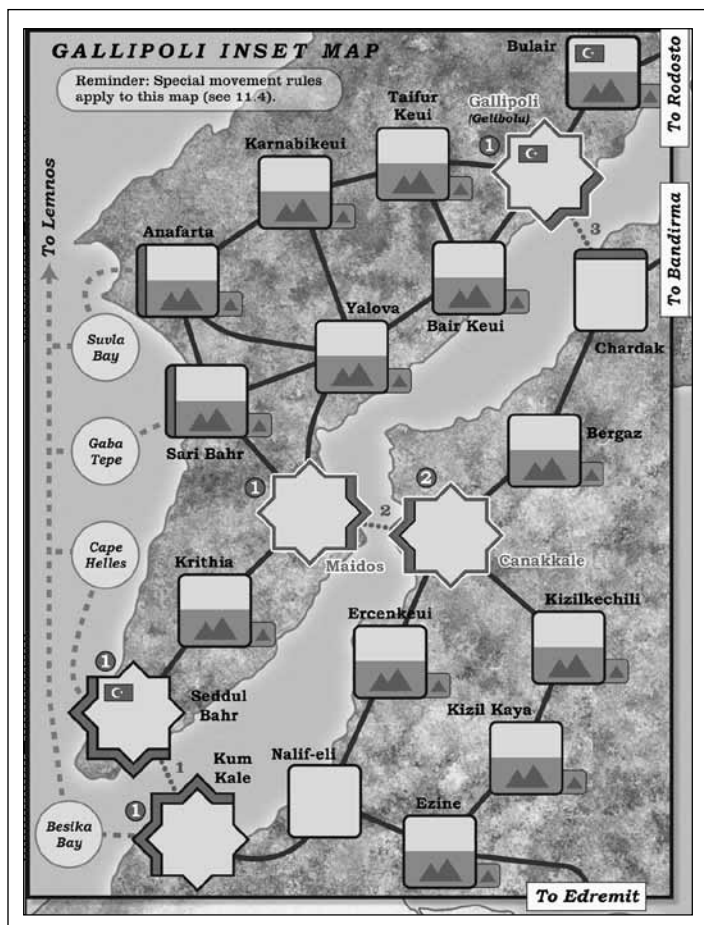 GALLIPOLI INSET MAP
Reminder: Special movement rules
apply to this map (see 11.4).
Bulair
To Rodosto
Taifur
Keui
Gallipoli
(Gelibolu)
1
Karnabikeui
To Lemnos
Anafarta
3
To Bandirma
Yalova
Bair Keui
Chardak
Suvla
Bay
Gaba
Tepe
Sari Bahr
Bergaz
1
2
2
Maidos
Canakkale
Cape
Helles
Krithia
Ercenkeui
Kizilkechili
1
Seddul
Bahr
Kizil Kaya
1
Kum
Kale
Nalif-eli
1
Besika
Bay
Ezine
To Edremit